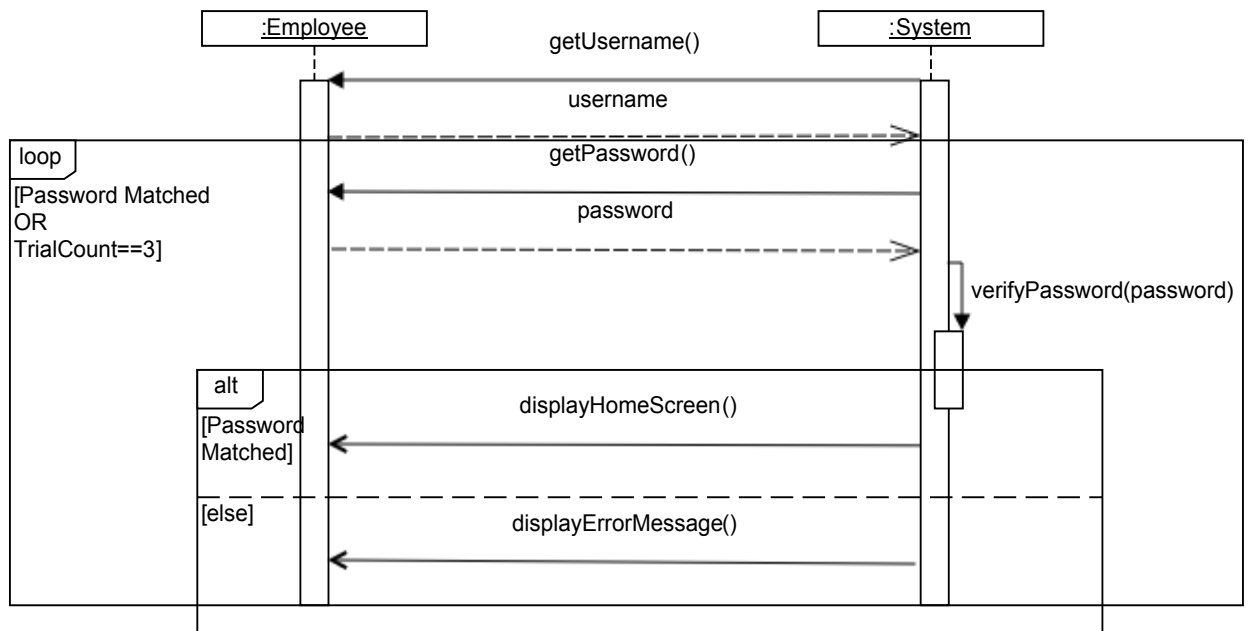 :Employee
:System
getUsername()
username
loop
getPassword()
[Password Matched
OR
TrialCount==3]
password
verifyPassword(password)
alt
displayHomeScreen()
[Password
Matched]
[else]
displayErrorMessage()